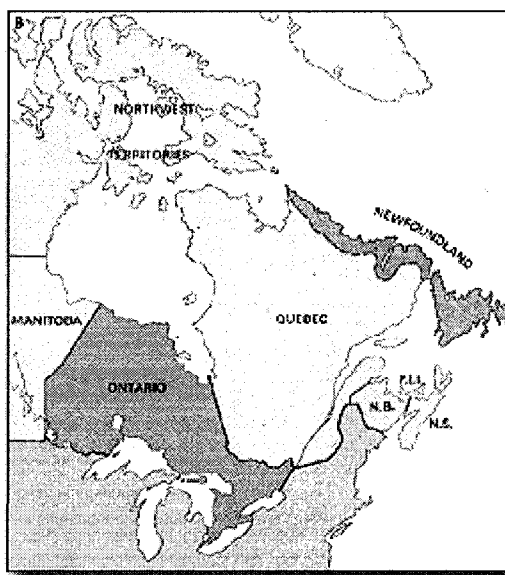 B
NORTHWEST
TERRITORIES
NEWFOUNDLAND
MANITOBA
QUEBEC
ONTARIO
P.E.I.
N.B.
N.S.